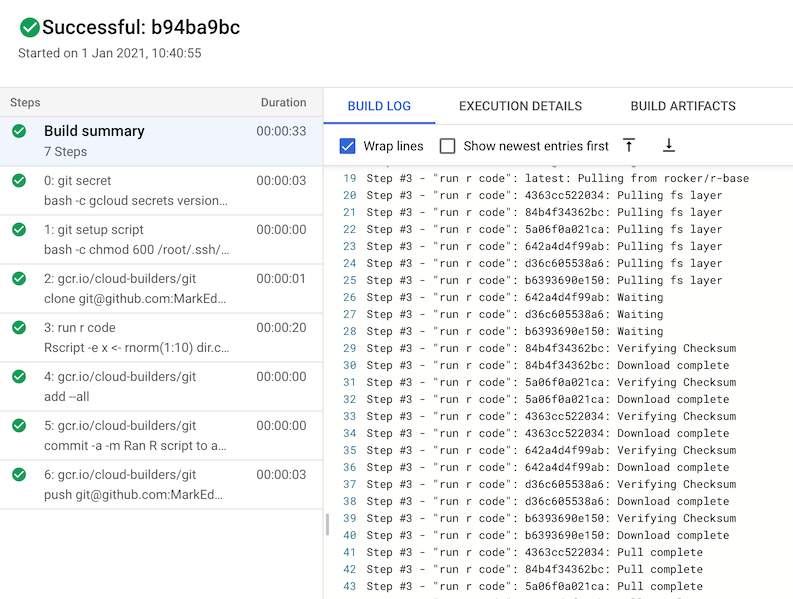 Successful: b94ba9bc
Started on 1 Jan 2021, 10:40:55
Steps Duration
Build summary 00:00:33
7 Steps
0: git secret 00:00:03
bash -c gcloud secrets version...
1: git setup script 00:00:00
bash -c chmod 600 /root/.ssh/...
2: gcr.io/cloud-builders/git 00:00:01
clone git@github.com:MarkEd...
3: run r code 00:00:20
Rscript -e x <- rnorm(1:10) dir.c...
4: gcr.io/cloud-builders/git 00:00:00
add --all
5: gcr.io/cloud-builders/git 00:00:00
commit -a -m Ran R script to a...
6: gcr.io/cloud-builders/git 00:00:03
push git@github.com:MarkEd...
BUILD LOG EXECUTION DETAILS BUILD ARTIFACTS
Wrap lines Show newest entries first
19 Step #3 - "run r code": latest: Pulling from rocker/r-base
20 Step #3 - "run r code": 4363cc522034: Pulling fs layer
21 Step #3 - "run r code": 84b4f34362bc: Pulling fs layer
22 Step #3 - "run r code": 5a06f0a021ca: Pulling fs layer
23 Step #3 - "run r code": 642a4d4f99ab: Pulling fs layer
24 Step #3 - "run r code": d36c605538a6: Pulling fs layer
25 Step #3 - "run r code": b6393690e150: Pulling fs layer
26 Step #3 - "run r code": 642a4d4f99ab: Waiting
27 Step #3 - "run r code": d36c605538a6: Waiting
28 Step #3 - "run r code": b6393690e150: Waiting
29 Step #3 - "run r code": 84b4f34362bc: Verifying Checksum
30 Step #3 - "run r code": 84b4f34362bc: Download complete
31 Step #3 - "run r code": 5a06f0a021ca: Verifying Checksum
32 Step #3 - "run r code": 5a06f0a021ca: Download complete
33 Step #3 - "run r code": 4363cc522034: Verifying Checksum
34 Step #3 - "run r code": 4363cc522034: Download complete
35 Step #3 - "run r code": 642a4d4f99ab: Verifying Checksum
36 Step #3 - "run r code": 642a4d4f99ab: Download complete
37 Step #3 - "run r code": d36c605538a6: Verifying Checksum
38 Step #3 - "run r code": d36c605538a6: Download complete
39 Step #3 - "run r code": b6393690e150: Verifying Checksum
40 Step #3 - "run r code": b6393690e150: Download complete
41 Step #3 - "run r code": 4363cc522034: Pull complete
42 Step #3 - "run r code": 84b4f34362bc: Pull complete
43 Step #3 - "run r code": 5a06f0a021ca: Pull complete